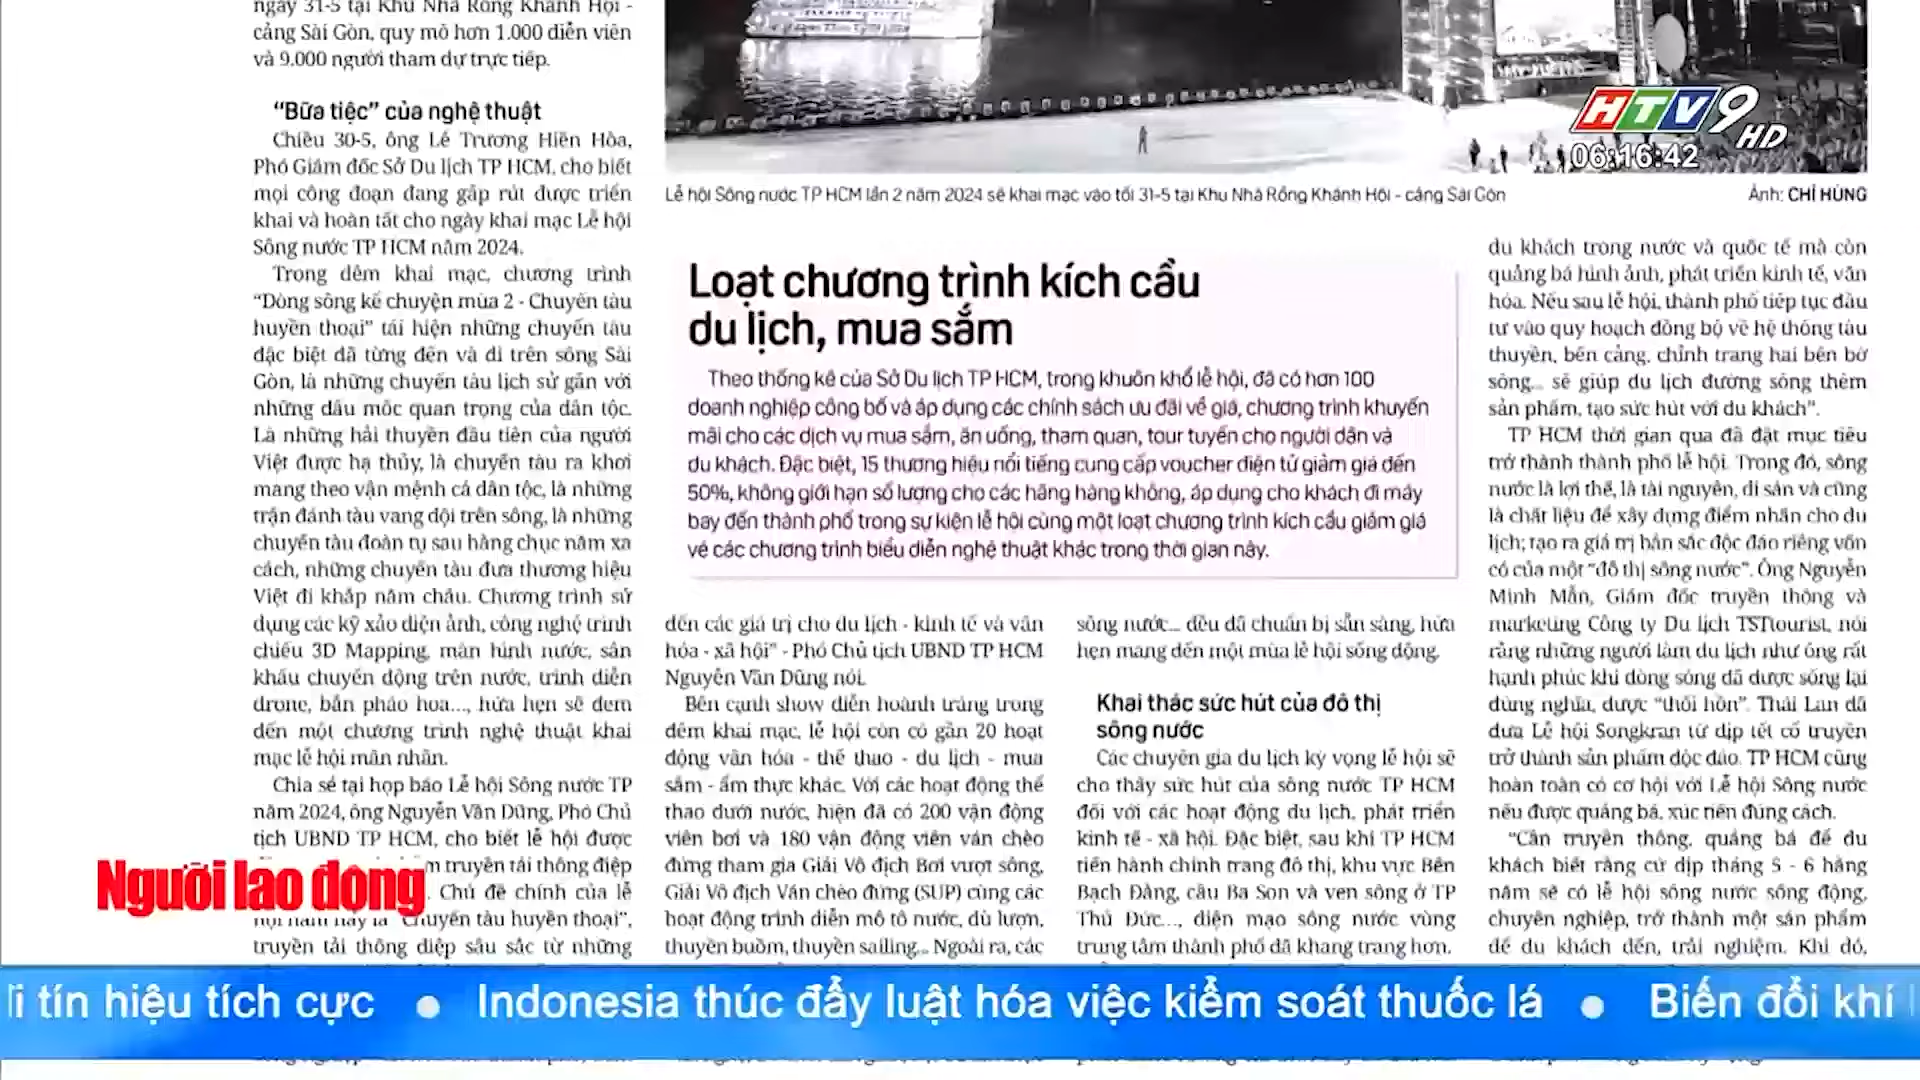 ngày 31-5 tại Khu Nhà Rồng Khánh Hội -
cảng Sài Gòn, quy mô hơn 1.000 diễn viên
và 9.000 người tham dự trực tiếp.
“Bữa tiệc” của nghệ thuật
Chiều 30-5, ông Lê Trương Hiền Hòa,
Phó Giám đốc Sở Du lịch TP HCM, cho biết
mọi công đoạn đang gấp rút được triển
khai và hoàn tất cho ngày khai mạc Lễ hội
Sông nước TP HCM năm 2024.
Trong đêm khai mạc, chương trình
“Dòng sông kể chuyện mùa 2 - Chuyến tàu
huyền thoại” tái hiện những chuyến tàu
đặc biệt đã từng đến và đi trên sông Sài
Gòn, là những chuyến tàu lịch sử gắn với
những dấu mốc quan trọng của dân tộc.
Là những hải thuyền đầu tiên của người
Việt được hạ thủy, là chuyến tàu ra khơi
mang theo vận mệnh cả dân tộc, là những
trận đánh tàu vang dội trên sông, là những
chuyến tàu đoàn tụ sau hàng chục năm xa
cách, những chuyến tàu đưa thương hiệu
Việt đi khắp năm châu. Chương trình sử
dụng các kỹ xảo điện ảnh, công nghệ trình
chiếu 3D Mapping, màn hình nước, sân
khấu chuyển động trên nước, trình diễn
drone, bắn pháo hoa..., hứa hẹn sẽ đem
đến một chương trình nghệ thuật khai
mạc lễ hội mãn nhãn.
Chia sẻ tại họp báo Lễ hội Sông nước TP
năm 2024, ông Nguyễn Văn Dũng, Phó Chủ
tịch UBND TP HCM, cho biết lễ hội được
truyền tải thông điệp
. Chủ đề chính của lễ
hội năm nay là “Chuyến tàu huyền thoại”,
truyền tải thông điệp sâu sắc từ những
Lễ hội Sông nước TP HCM lần 2 năm 2024 sẽ khai mạc vào tối 31-5 tại Khu Nhà Rồng Khánh Hội - cảng Sài Gòn
Ảnh: CHÍ HÙNG
Loạt chương trình kích cầu
du lịch, mua sắm
Theo thống kê của Sở Du lịch TP HCM, trong khuôn khổ lễ hội, đã có hơn 100
doanh nghiệp công bố và áp dụng các chính sách ưu đãi về giá, chương trình khuyến
mãi cho các dịch vụ mua sắm, ăn uống, tham quan, tour tuyến cho người dân và
du khách. Đặc biệt, 15 thương hiệu nổi tiếng cung cấp voucher điện tử giảm giá đến
50%, không giới hạn số lượng cho các hãng hàng không, áp dụng cho khách đi máy
bay đến thành phố trong sự kiện lễ hội cùng một loạt chương trình kích cầu giảm giá
vé các chương trình biểu diễn nghệ thuật khác trong thời gian này.
đến các giá trị cho du lịch - kinh tế và văn
hóa - xã hội” - Phó Chủ tịch UBND TP HCM
Nguyễn Văn Dũng nói.
Bên cạnh show diễn hoành tráng trong
đêm khai mạc, lễ hội còn có gần 20 hoạt
động văn hóa - thể thao - du lịch - mua
sắm - ẩm thực khác. Với các hoạt động thể
thao dưới nước, hiện đã có 200 vận động
viên bơi và 180 vận động viên ván chèo
đứng tham gia Giải Vô địch Bơi vượt sông,
Giải Vô địch Ván chèo đứng (SUP) cùng các
hoạt động trình diễn mô tô nước, dù lượn,
thuyền buồm, thuyền sailing... Ngoài ra, các
sông nước... đều đã chuẩn bị sẵn sàng, hứa
hẹn mang đến một mùa lễ hội sống động.
Khai thác sức hút của đô thị
sông nước
Các chuyên gia du lịch kỳ vọng lễ hội sẽ
cho thấy sức hút của sông nước TP HCM
đối với các hoạt động du lịch, phát triển
kinh tế - xã hội. Đặc biệt, sau khi TP HCM
tiến hành chỉnh trang đô thị, khu vực Bến
Bạch Đằng, cầu Ba Son và ven sông ở TP
Thủ Đức..., diện mạo sông nước vùng
trung tâm thành phố đã khang trang hơn.
du khách trong nước và quốc tế mà còn
quảng bá hình ảnh, phát triển kinh tế, văn
hóa. Nếu sau lễ hội, thành phố tiếp tục đầu
tư vào quy hoạch đồng bộ về hệ thống tàu
thuyền, bến cảng, chỉnh trang hai bên bờ
sông... sẽ giúp du lịch đường sông thêm
sản phẩm, tạo sức hút với du khách”.
TP HCM thời gian qua đã đặt mục tiêu
trở thành thành phố lễ hội. Trong đó, sông
nước là lợi thế, là tài nguyên, di sản và cũng
là chất liệu để xây dựng điểm nhấn cho du
lịch; tạo ra giá trị bản sắc độc đáo riêng vốn
có của một “đô thị sông nước”. Ông Nguyễn
Minh Mẫn, Giám đốc truyền thông và
marketing Công ty Du lịch TSTtourist, nói
rằng những người làm du lịch như ông rất
hạnh phúc khi dòng sông đã được sống lại
đúng nghĩa, được “thổi hồn”. Thái Lan đã
đưa Lễ hội Songkran từ dịp tết cổ truyền
trở thành sản phẩm độc đáo. TP HCM cũng
hoàn toàn có cơ hội với Lễ hội Sông nước
nếu được quảng bá, xúc tiến đúng cách.
“Cần truyền thông, quảng bá để du
khách biết rằng cứ dịp tháng 5 - 6 hằng
năm sẽ có lễ hội sông nước sống động,
chuyên nghiệp, trở thành một sản phẩm
để du khách đến, trải nghiệm. Khi đó,
HTV9 HD
06:16:42
Người lao động
tín hiệu tích cực ● Indonesia thúc đẩy luật hóa việc kiểm soát thuốc lá ● Biến đổi khí